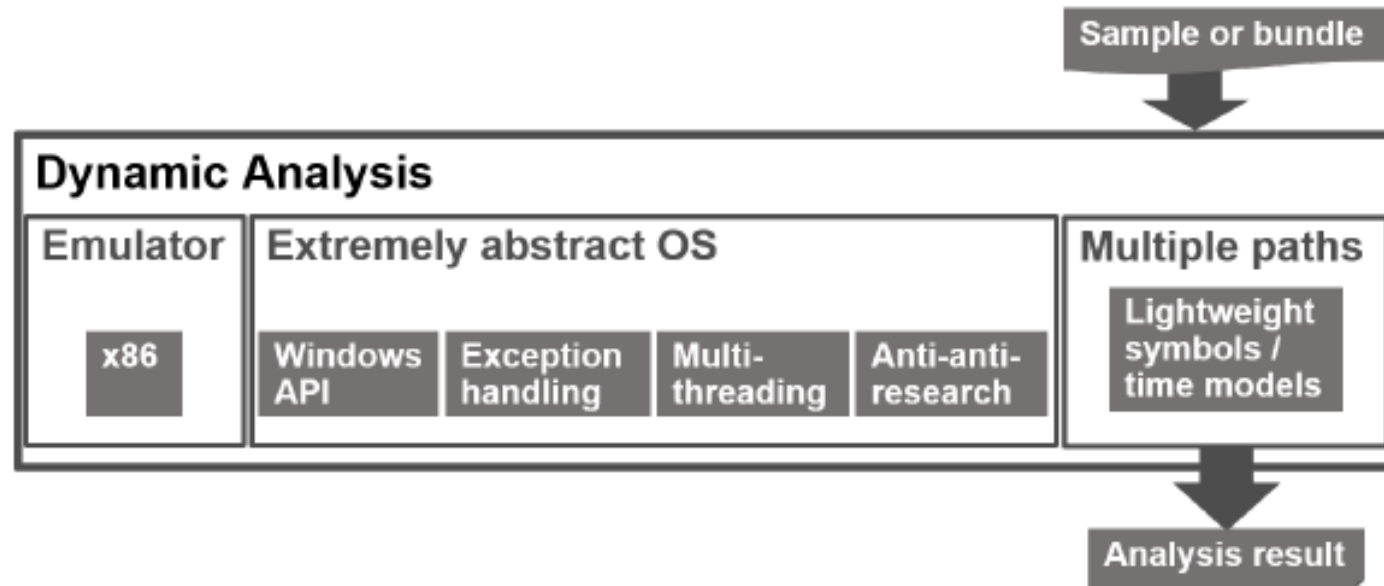 Sample or bundle
Dynamic Analysis
Emulator
x86
Extremely abstract OS
Windows
API
Exception
handling
Multi-
threading
Anti-anti-
research
Multiple paths
Lightweight
symbols /
time models
Analysis result